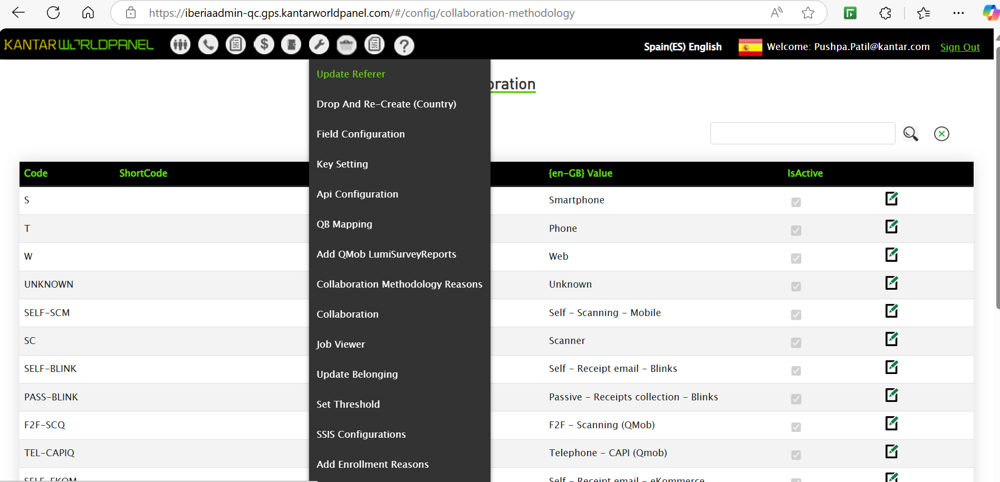 https://iberiaadmin-qc.gps.kantarworldpanel.com/#/config/collaboration-methodology
KANTAR WORLDPANEL
Spain(ES) English
Welcome: Pushpa.Patil@kantar.com
Sign Out
oration
Update Referer
Drop And Re-Create (Country)
Field Configuration
Key Setting
Api Configuration
QB Mapping
Add QMob LumiSurveyReports
Collaboration Methodology Reasons
Collaboration
Job Viewer
Update Belonging
Set Threshold
SSIS Configurations
Add Enrollment Reasons
Code ShortCode {en-GB} Value IsActive
S Smartphone
T Phone
W Web
UNKNOWN Unknown
SELF-SCM Self - Scanning - Mobile
SC Scanner
SELF-BLINK Self - Receipt email - Blinks
PASS-BLINK Passive - Receipts collection - Blinks
F2F-SCQ F2F - Scanning (QMob)
TEL-CAPIQ Telephone - CAPI (Qmob)
SELF-EKOM Self - Receipt email - eKommerce